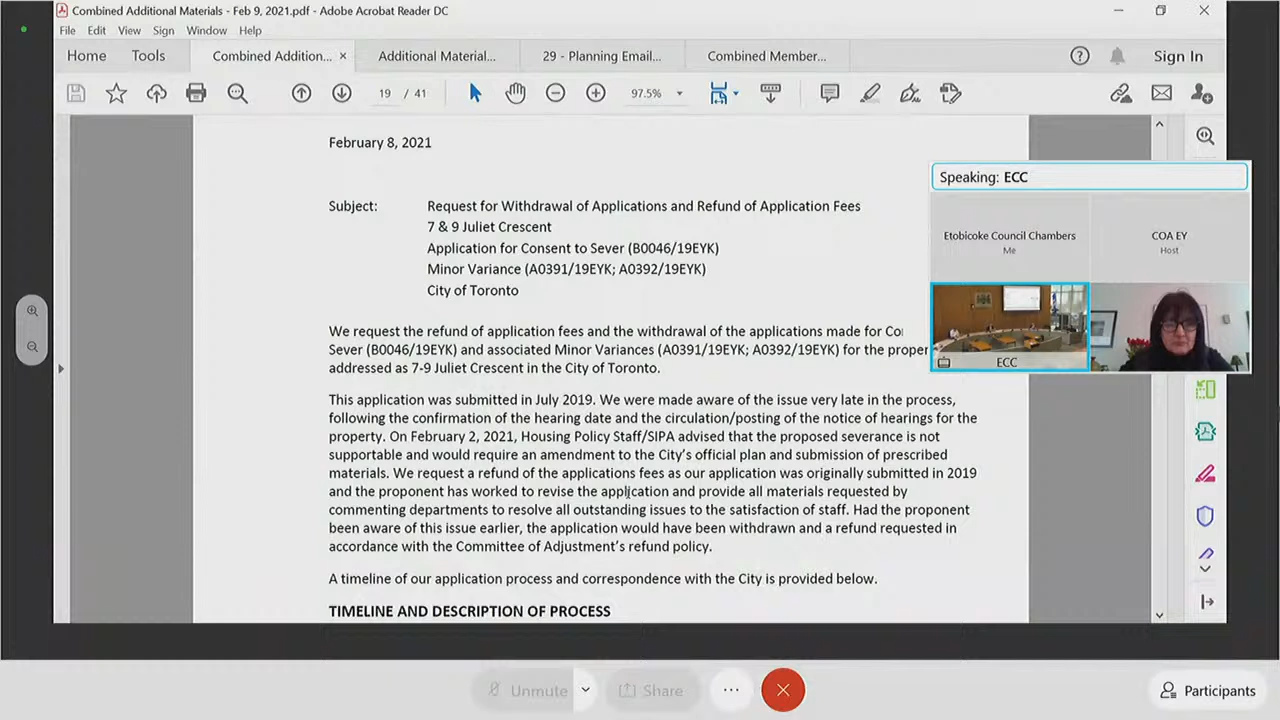 Combined Additional Materials - Feb 9, 2021.pdf - Adobe Acrobat Reader DC
File Edit View Sign Window Help
Home Tools Combined Addition... × Additional Material... 29 - Planning Email... Combined Member... Sign In
19 / 41 97.5%
February 8, 2021
Subject: Request for Withdrawal of Applications and Refund of Application Fees
7 & 9 Juliet Crescent
Application for Consent to Sever (B0046/19EYK)
Minor Variance (A0391/19EYK; A0392/19EYK)
City of Toronto
We request the refund of application fees and the withdrawal of the applications made for
Sever (B0046/19EYK) and associated Minor Variances (A0391/19EYK; A0392/19EYK) for the proper
addressed as 7-9 Juliet Crescent in the City of Toronto.
This application was submitted in July 2019. We were made aware of the issue very late in the process,
following the confirmation of the hearing date and the circulation/posting of the notice of hearings for the
property. On February 2, 2021, Housing Policy Staff/SIPA advised that the proposed severance is not
supportable and would require an amendment to the City's official plan and submission of prescribed
materials. We request a refund of the applications fees as our application was originally submitted in 2019
and the proponent has worked to revise the application and provide all materials requested by
commenting departments to resolve all outstanding issues to the satisfaction of staff. Had the proponent
been aware of this issue earlier, the application would have been withdrawn and a refund requested in
accordance with the Committee of Adjustment's refund policy.
A timeline of our application process and correspondence with the City is provided below.
TIMELINE AND DESCRIPTION OF PROCESS
Speaking: ECC
Etobicoke Council Chambers
Me
COA EY
Host
ECC
Unmute
Share
Participants